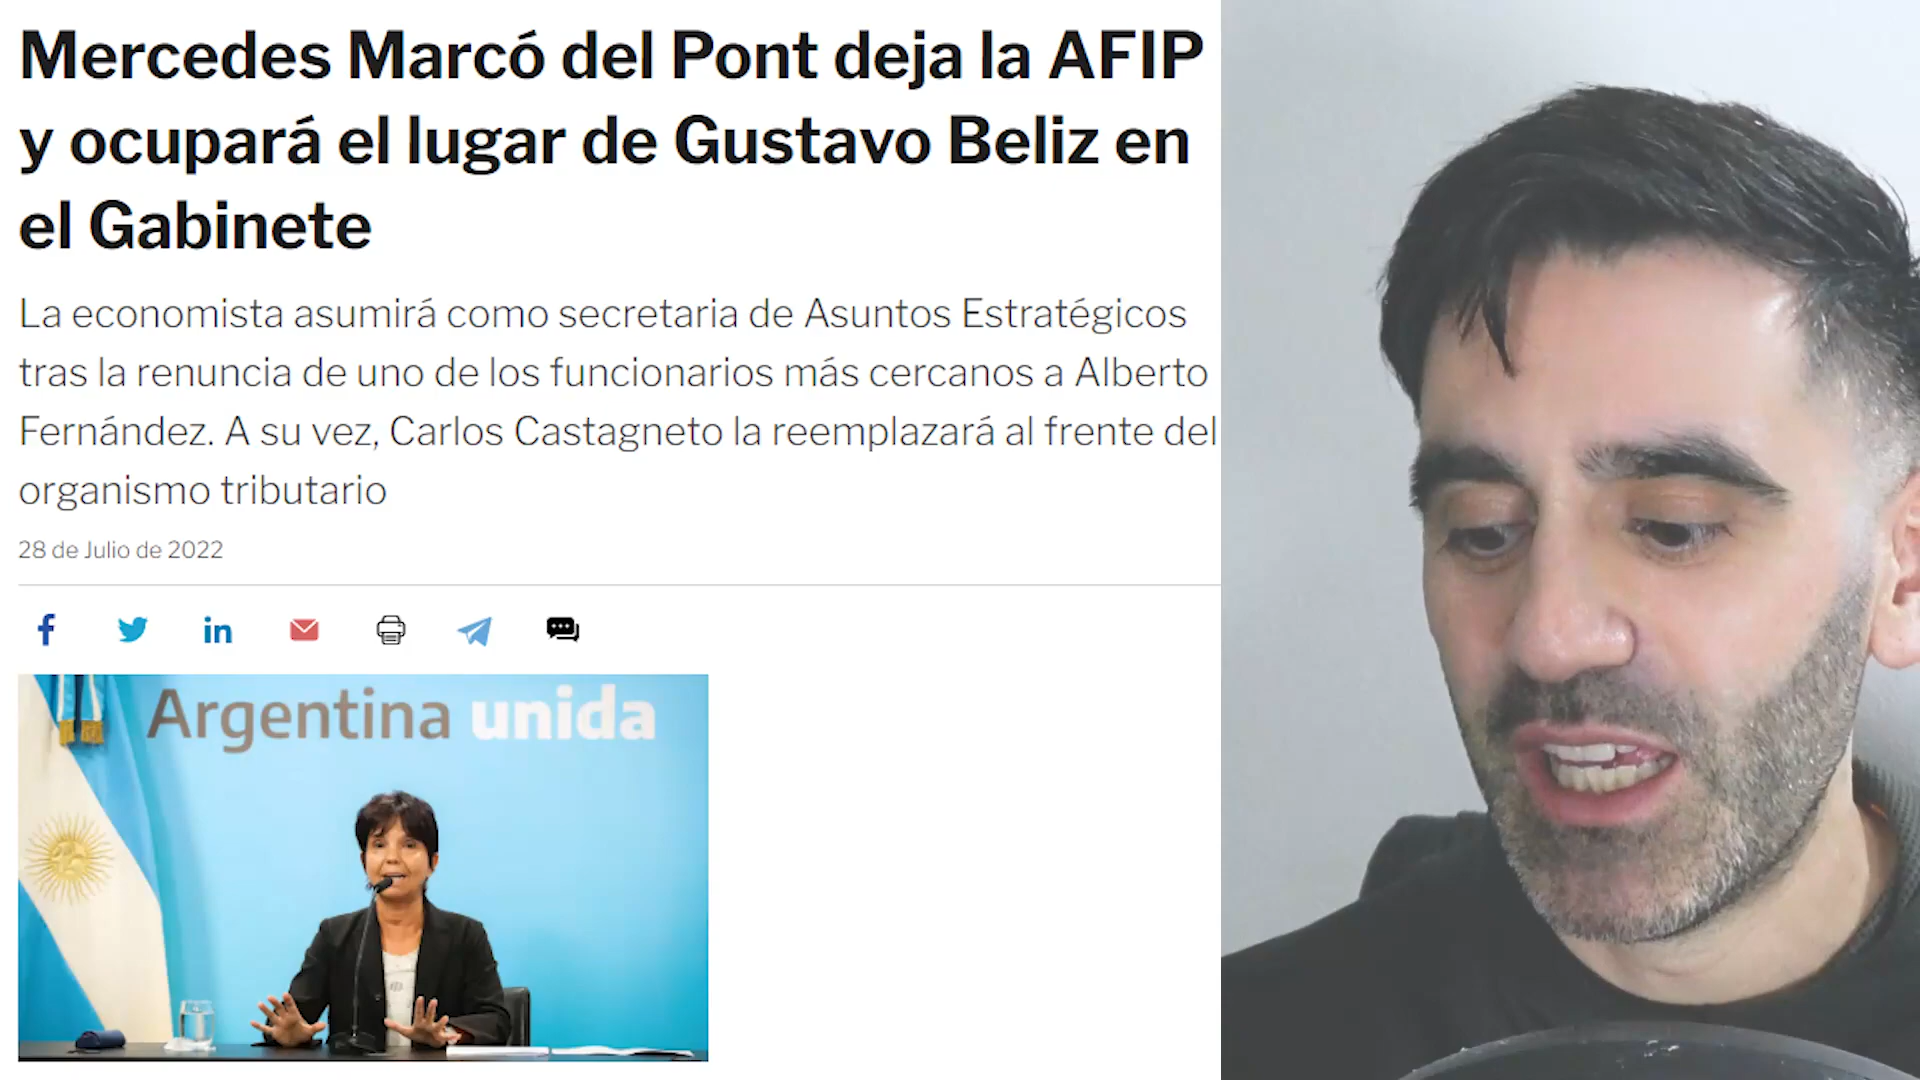 Mercedes Marcó del Pont deja la AFIP
y ocupará el lugar de Gustavo Beliz en
el Gabinete
La economista asumirá como secretaria de Asuntos Estratégicos
tras la renuncia de uno de los funcionarios más cercanos a Alberto
Fernández. A su vez, Carlos Castagneto la reemplazará al frente del
organismo tributario
28 de Julio de 2022
Argentina unida